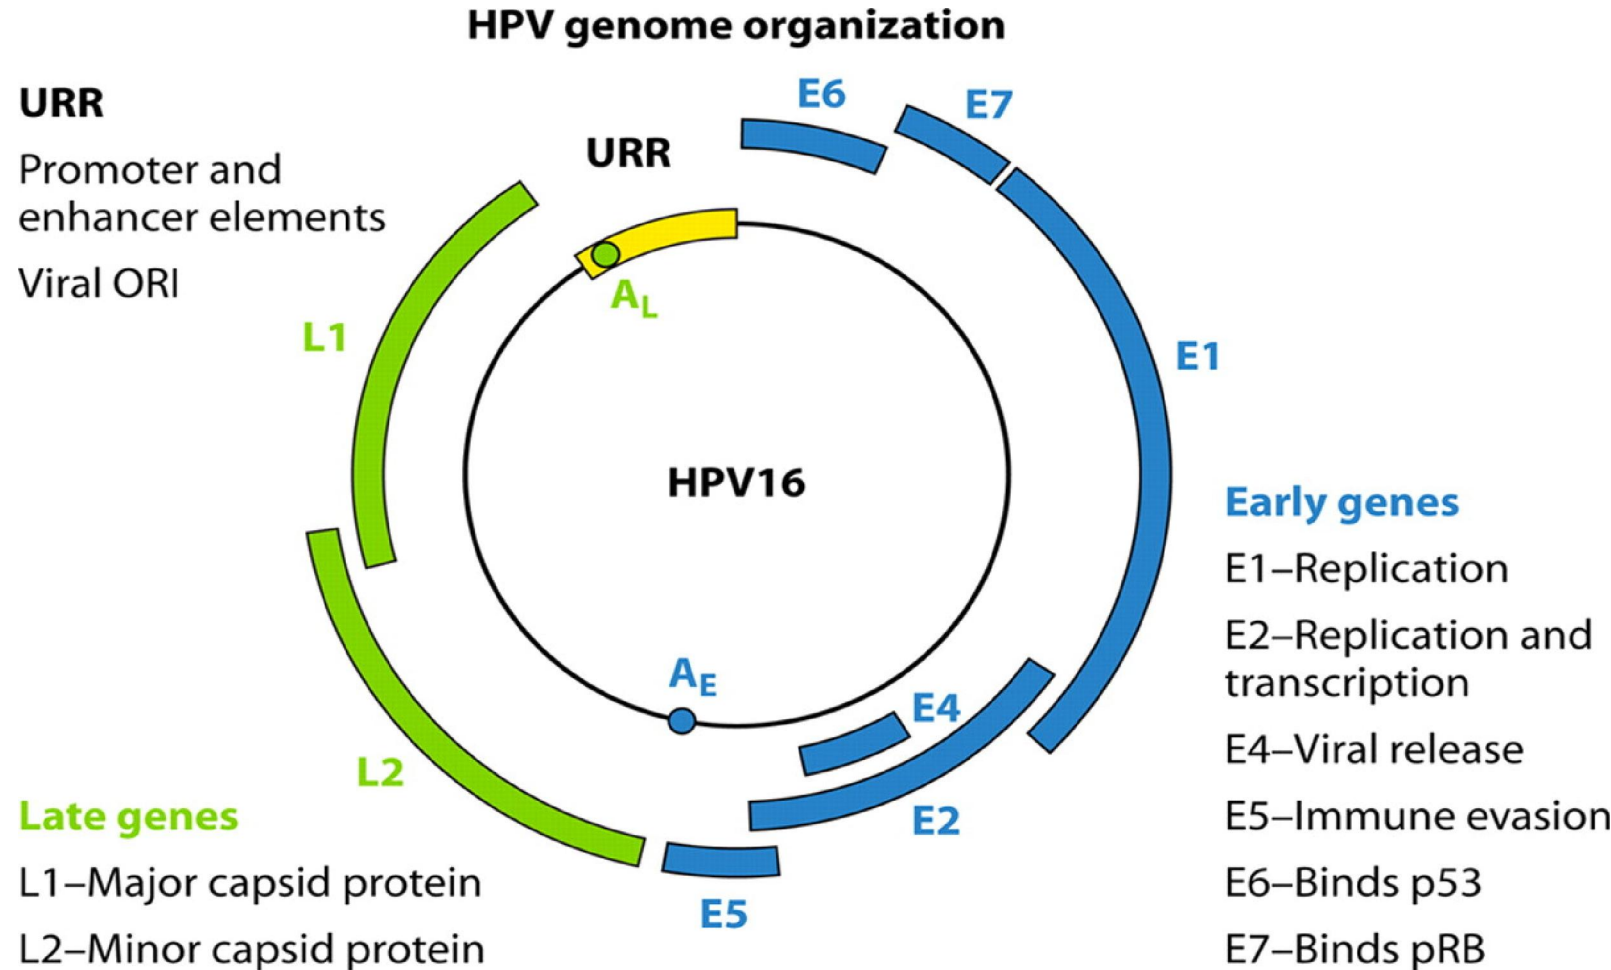 HPV genome organization
URR
Promoter and
enhancer elements
Viral ORI
URR
E6
E7
L1
AL
E1
HPV16
AE
E4
L2
E2
E5
Late genes
L1–Major capsid protein
L2–Minor capsid protein
Early genes
E1–Replication
E2–Replication and
transcription
E4–Viral release
E5–Immune evasion
E6–Binds p53
E7–Binds pRB